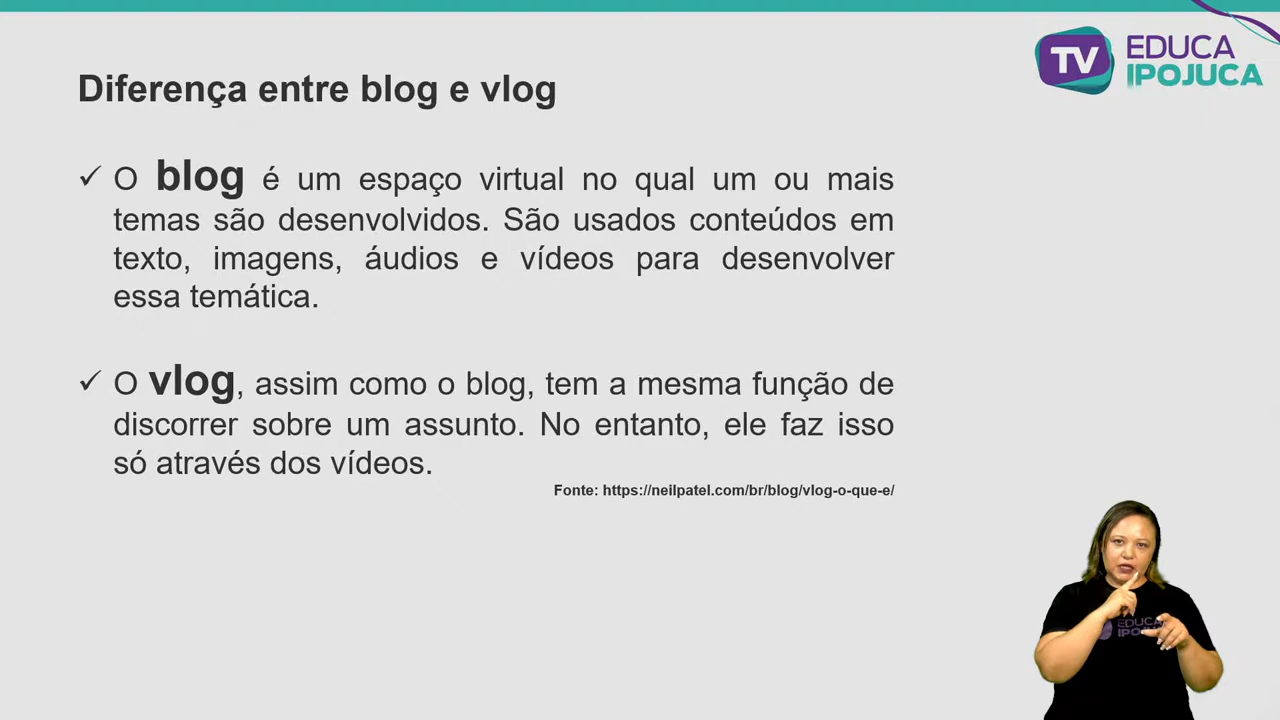 TV EDUCA
IPOJUCA
Diferença entre blog e vlog
✓ O blog é um espaço virtual no qual um ou mais
temas são desenvolvidos. São usados conteúdos em
texto, imagens, áudios e vídeos para desenvolver
essa temática.
✓ O vlog, assim como o blog, tem a mesma função de
discorrer sobre um assunto. No entanto, ele faz isso
só através dos vídeos.
Fonte: https://neilpatel.com/br/blog/vlog-o-que-e/
EDUCA